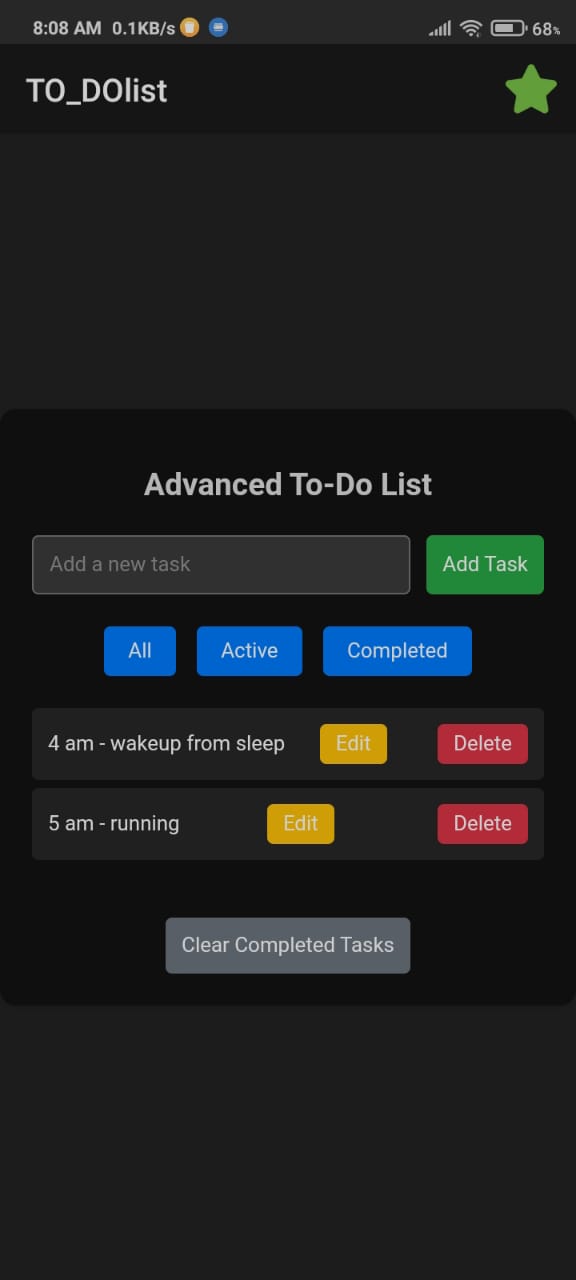 8:08 AM 0.1KB/s 68%
TO_DOlist
Advanced To-Do List
Add a new task Add Task
All Active Completed
4 am - wakeup from sleep Edit Delete
5 am - running Edit Delete
Clear Completed Tasks